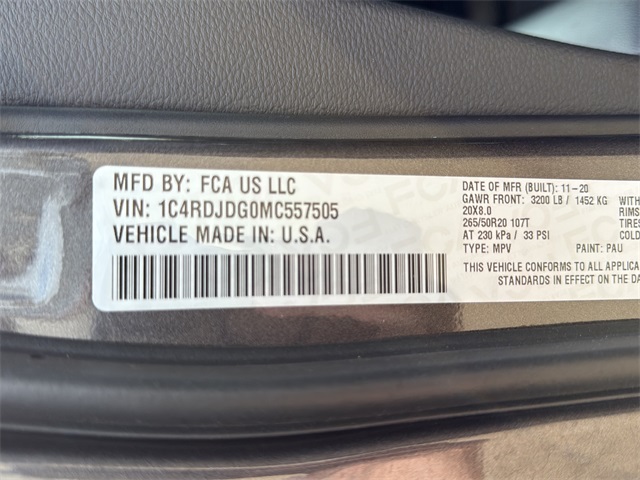 MFD BY: FCA US LLC
VIN: 1C4RDJDG0MC557505
VEHICLE MADE IN: U.S.A.
DATE OF MFR (BUILT): 11-20
GAWR FRONT: 3200 LB / 1452 KG WITH
20X8.0 RIMS
265/50R20 107T TIRES
AT 230 kPa / 33 PSI COLD
TYPE: MPV PAINT: PAU
THIS VEHICLE CONFORMS TO ALL APPLICA
STANDARDS IN EFFECT ON THE DA